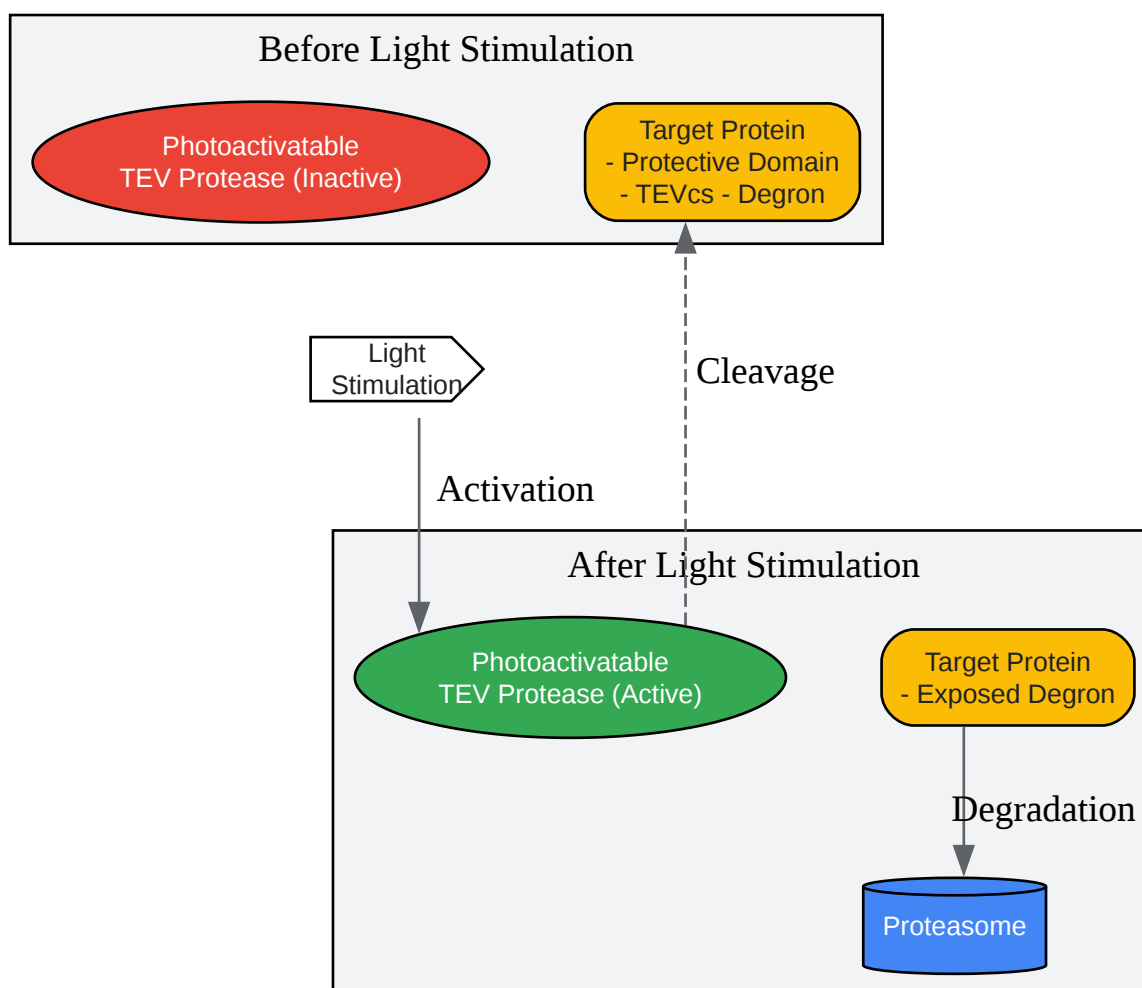 Before Light Stimulation
Photoactivatable
TEV Protease (Inactive)
Target Protein
- Protective Domain
- TEVcs - Degron
Light
Stimulation
Cleavage
Activation
After Light Stimulation
Photoactivatable
TEV Protease (Active)
Target Protein
- Exposed Degron
Degradation
Proteasome